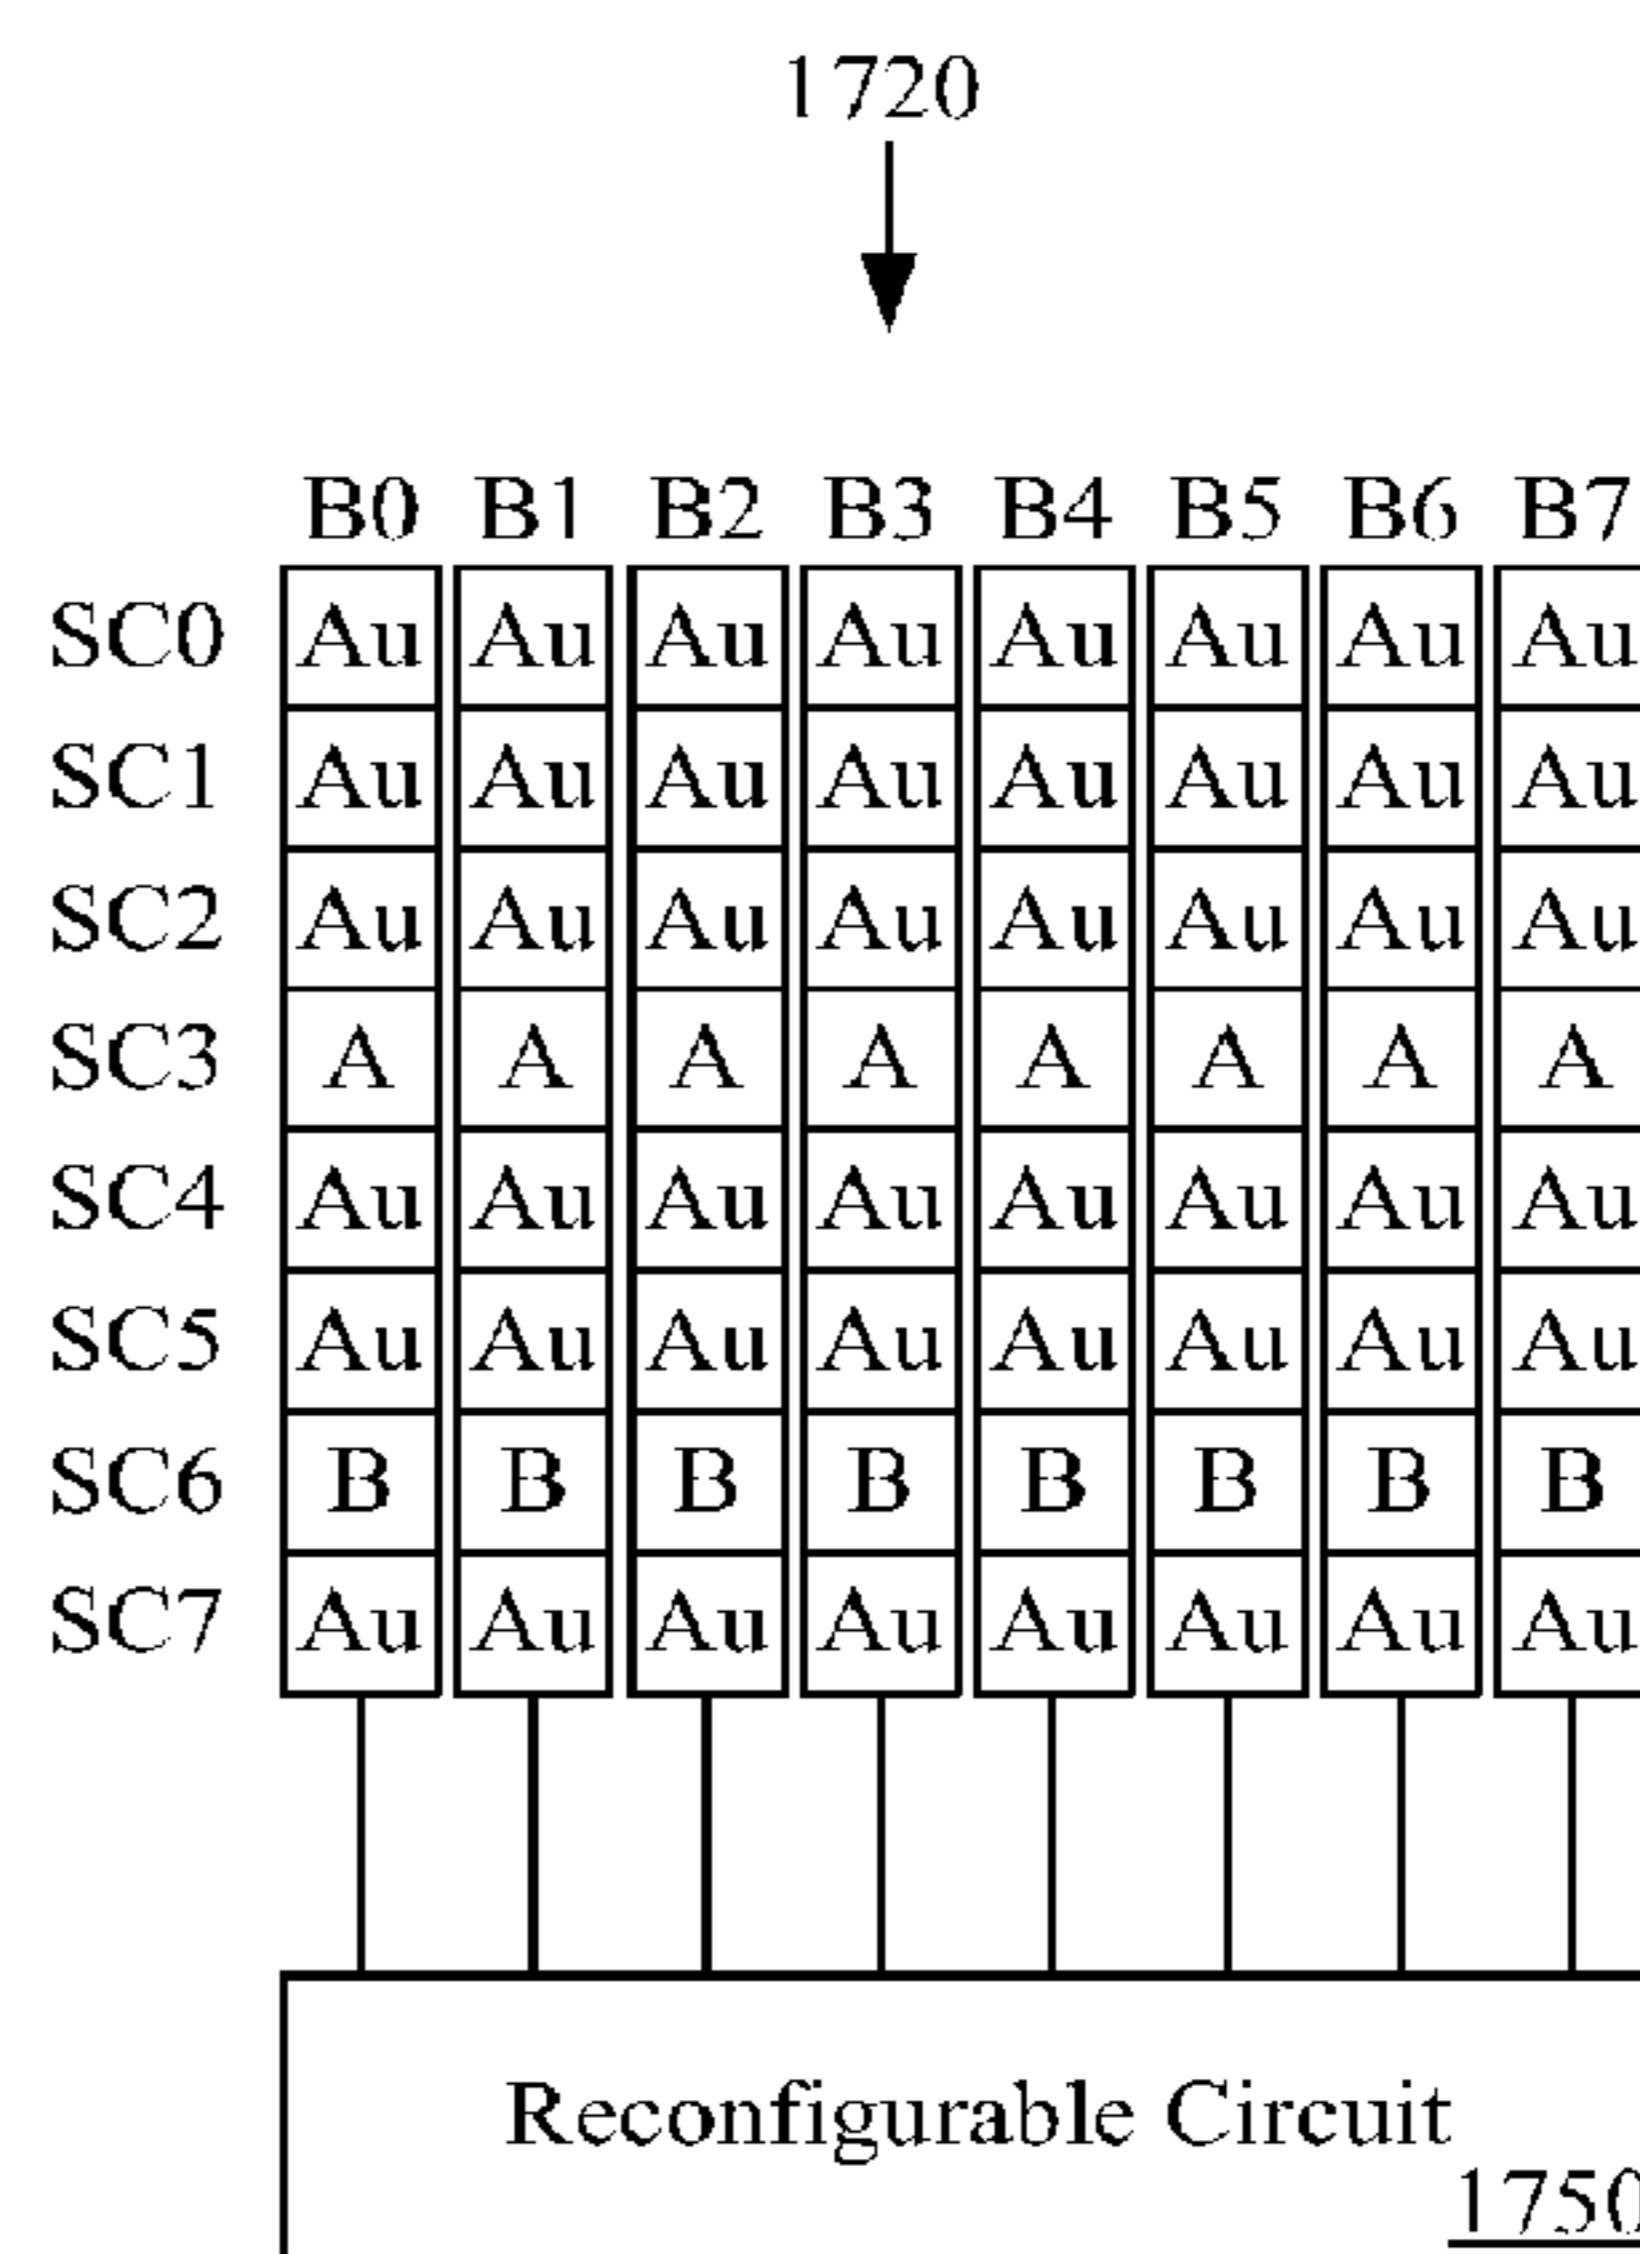 1720
B0 B1 B2 B3 B4 B5 B6 B7
SC0 Au Au Au Au Au Au Au Au
SC1 Au Au Au Au Au Au Au Au
SC2 Au Au Au Au Au Au Au Au
SC3 A A A A A A A A
SC4 Au Au Au Au Au Au Au Au
SC5 Au Au Au Au Au Au Au Au
SC6 B B B B B B B B
SC7 Au Au Au Au Au Au Au Au
Reconfigurable Circuit
1750